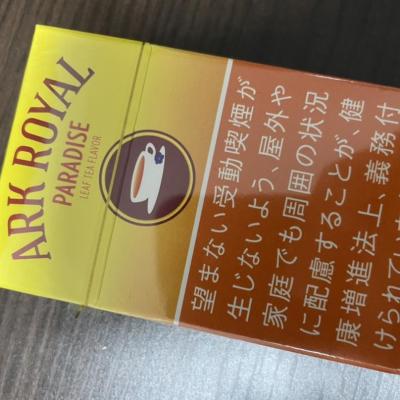 ARK ROYAL
PARADISE
LEAF TEA FLAVOR
望まない受動喫煙が
生じないよう、屋外や
家庭でも周囲の状況
に配慮することが、健
康増進法上、義務付
けられてい